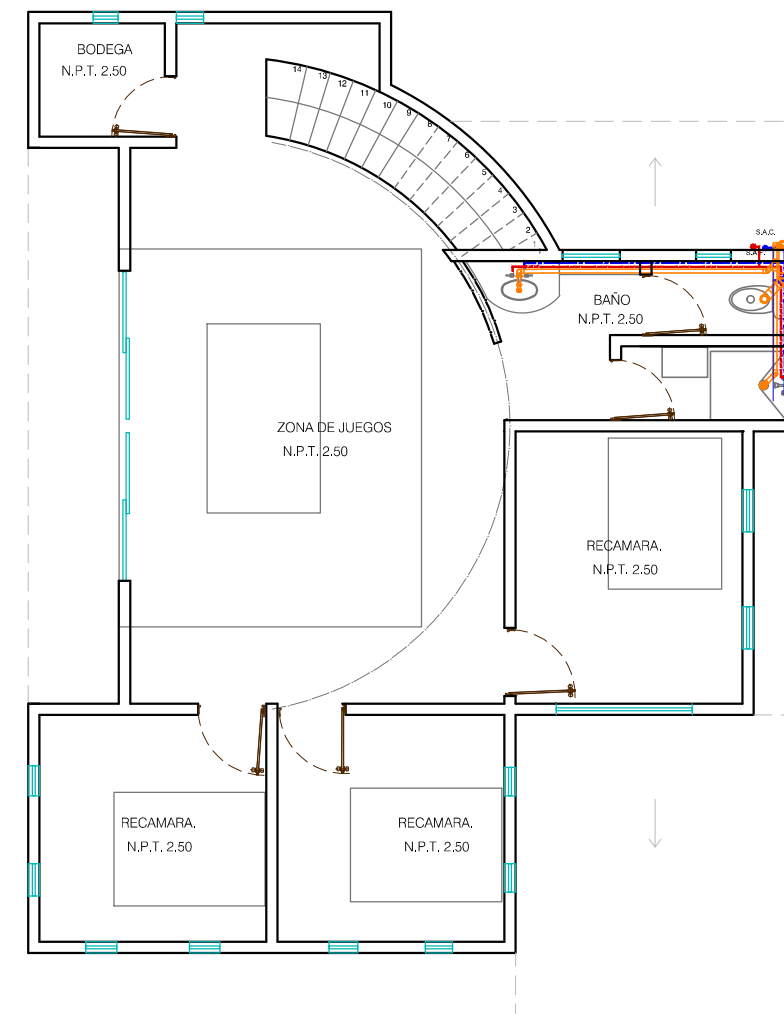 BODEGA
N.P.T. 2.50
14
13
12
11
10
9
8
7
6
5
4
3
2
S.A.C.
S.A.F.
BAÑO
N.P.T. 2.50
ZONA DE JUEGOS
N.P.T. 2.50
RECAMARA.
N.P.T. 2.50
RECAMARA.
N.P.T. 2.50
RECAMARA.
N.P.T. 2.50